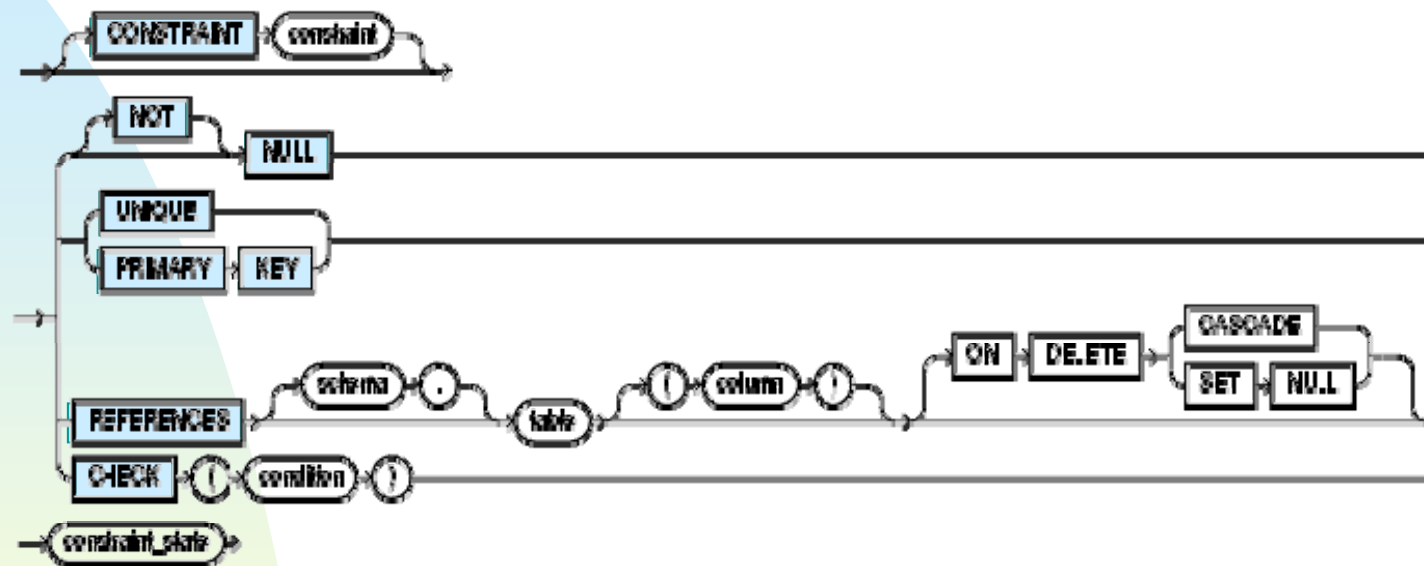 CONSTRAINT constraint
NOT
NULL
UNIQUE
PRIMARY KEY
CASCADE
ON DELETE
SET NULL
schema .
( column )
REFERENCES
table
CHECK ( condition )
constraint_state